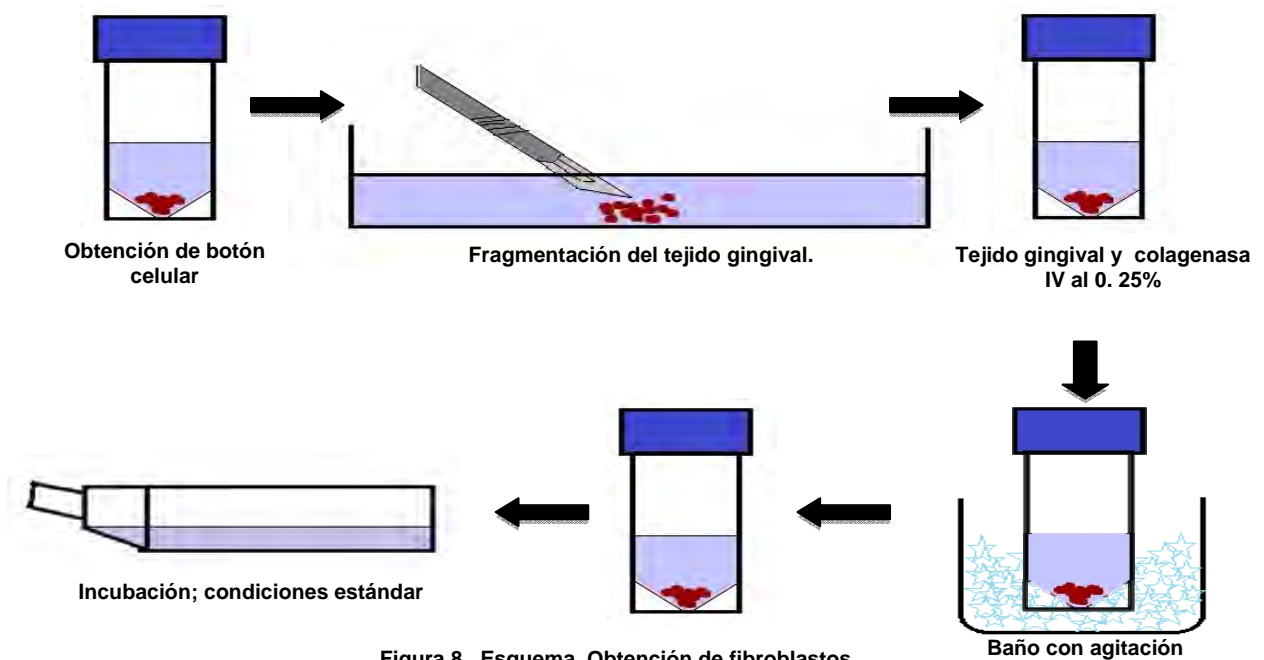 Obtención de botón
celular
Fragmentación del tejido gingival.
Tejido gingival y colagenasa
IV al 0. 25%
Incubación; condiciones estándar
Baño con agitación
Figura 8. Esquema. Obtención de fibroblastos